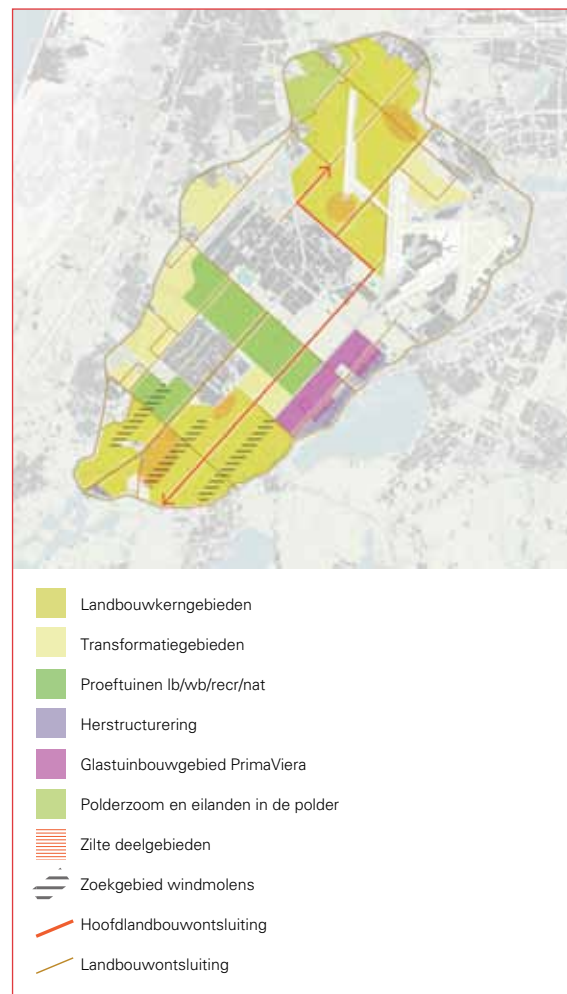 Landbouwkerngebieden
Transformatiegebieden
Proeftuinen lb/wb/recr/nat
Herstructurering
Glastuinbouwgebied PrimaViera
Polderzoom en eilanden in de polder
Zilte deelgebieden
Zoekgebied windmolens
Hoofdlandbouwontsluiting
Landbouwontsluiting